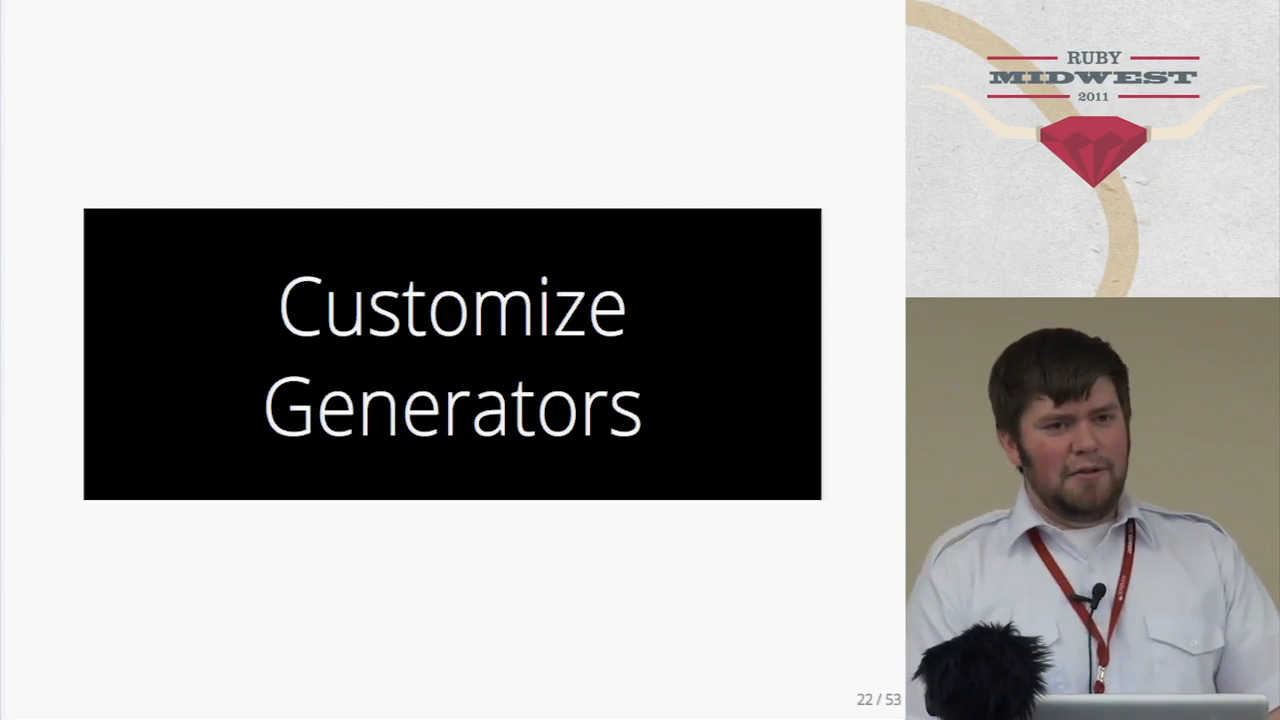 Customize
Generators
22 / 53
RUBY
MIDWEST
2011